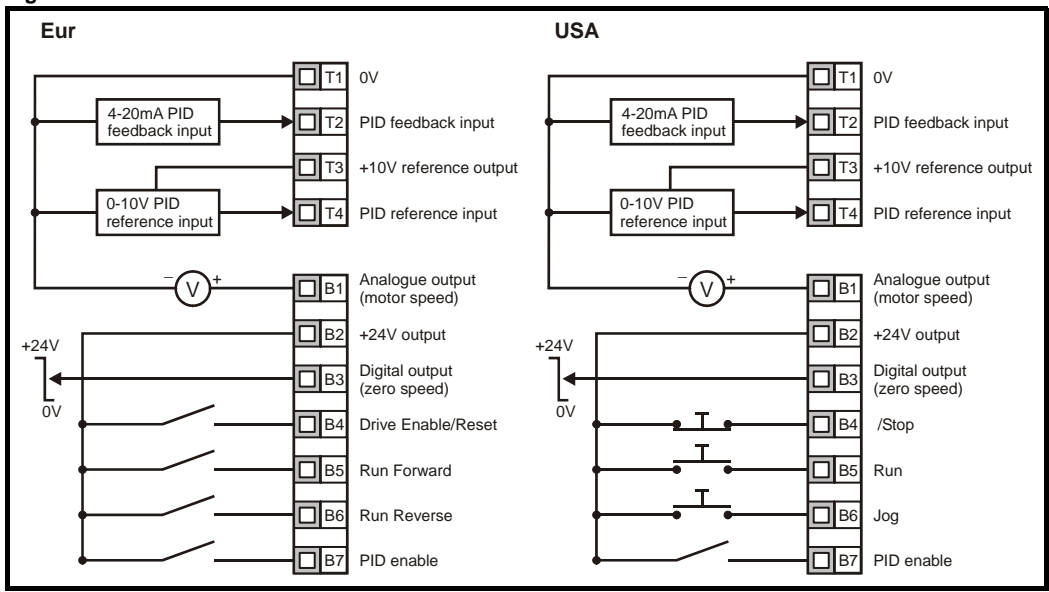 Eur
T1 0V
4-20mA PID
feedback input
T2 PID feedback input
T3 +10V reference output
0-10V PID
reference input
T4 PID reference input
– V +
B1 Analogue output
(motor speed)
B2 +24V output
+24V
0V
B3 Digital output
(zero speed)
B4 Drive Enable/Reset
B5 Run Forward
B6 Run Reverse
B7 PID enable
USA
T1 0V
4-20mA PID
feedback input
T2 PID feedback input
T3 +10V reference output
0-10V PID
reference input
T4 PID reference input
– V +
B1 Analogue output
(motor speed)
B2 +24V output
+24V
0V
B3 Digital output
(zero speed)
B4 /Stop
B5 Run
B6 Jog
B7 PID enable